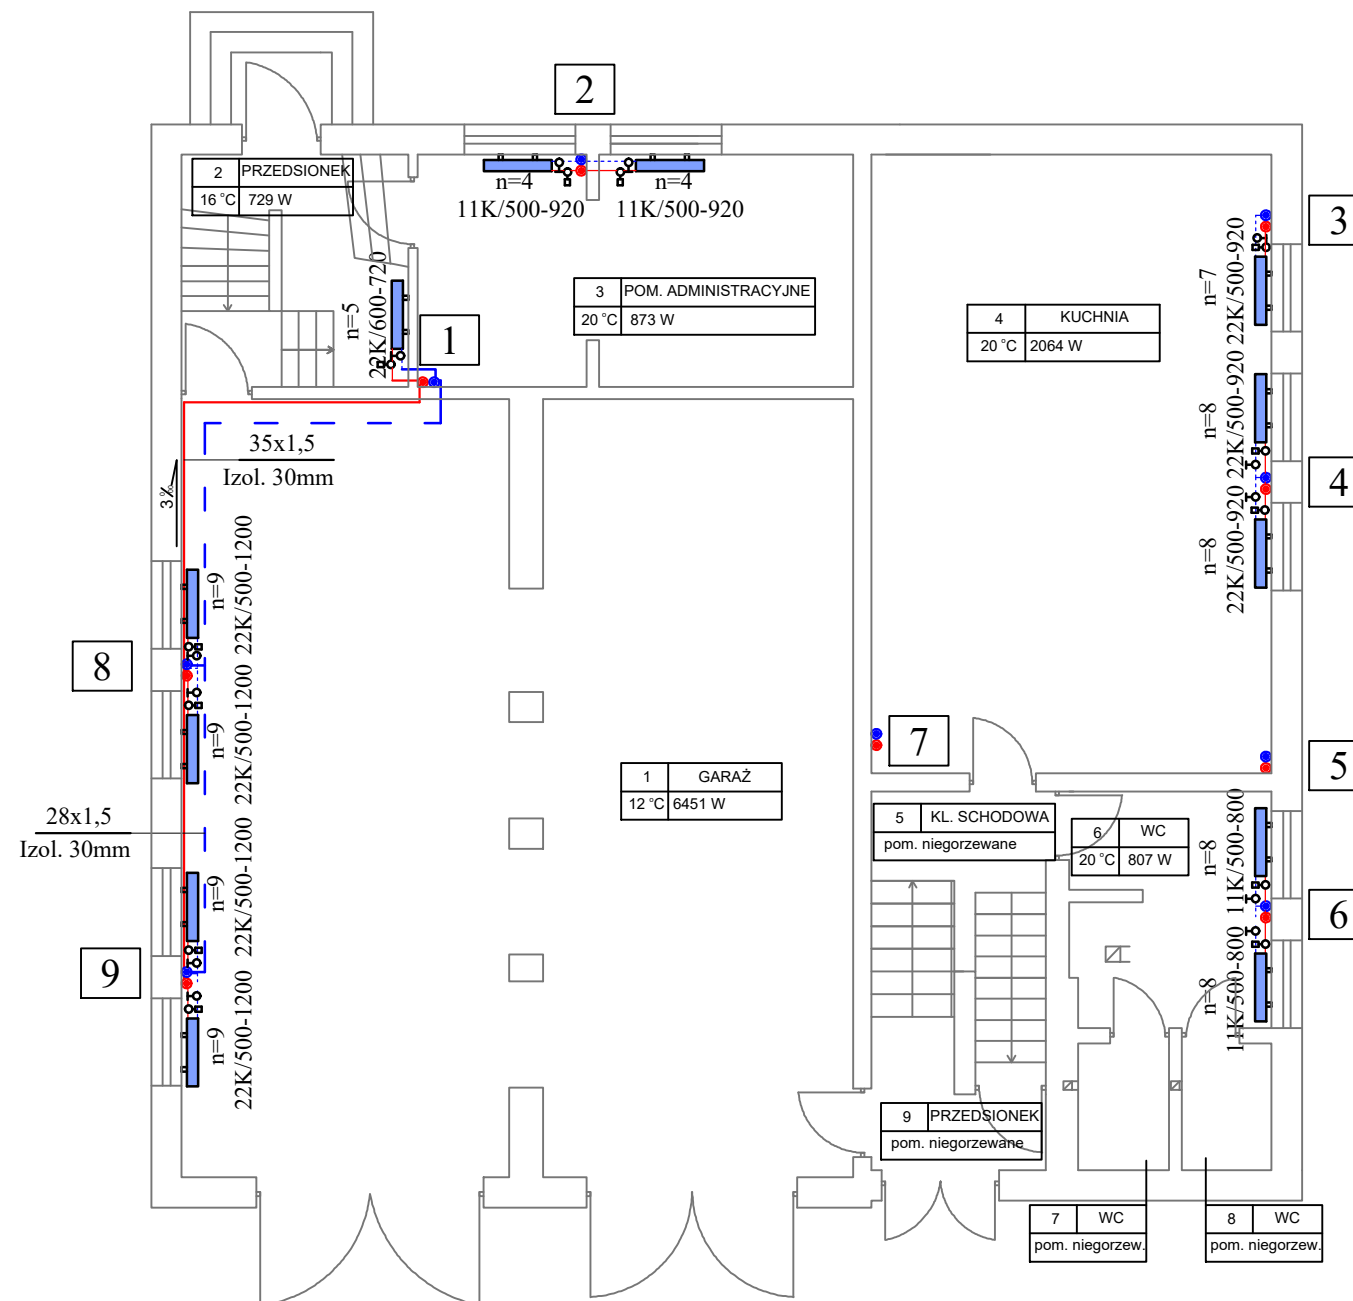 2
2 PRZEDSIONEK
16 °C 729 W
n=4
11K/500-920
n=4
11K/500-920
3
n=7
22K/500-920
n=5
22K/600-720
1
3 POM. ADMINISTRACYJNE
20 °C 873 W
4 KUCHNIA
20 °C 2064 W
n=8
22K/500-920
4
n=8
22K/500-920
35x1,5
Izol. 30mm
3‰
n=9
22K/500-1200
8
n=9
22K/500-1200
7
5
1 GARAŻ
12 °C 6451 W
28x1,5
Izol. 30mm
5 KL. SCHODOWA
pom. niegorzewane
6 WC
20 °C 807 W
n=8
11K/500-800
6
n=8
11K/500-800
n=9
22K/500-1200
9
n=9
22K/500-1200
9 PRZEDSIONEK
pom. niegorzewane
7 WC
pom. niegorzew.
8 WC
pom. niegorzew.